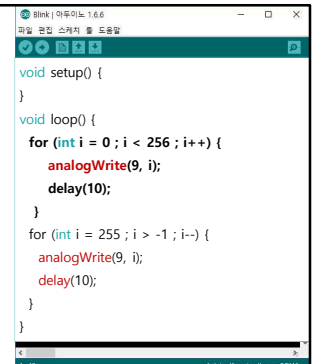 Blink | 아두이노 1.6.6
파일 편집 스케치 툴 도움말
void setup() {
}
void loop() {
for (int i = 0 ; i < 256 ; i++) {
analogWrite(9, i);
delay(10);
}
for (int i = 255 ; i > -1 ; i--) {
analogWrite(9, i);
delay(10);
}
}